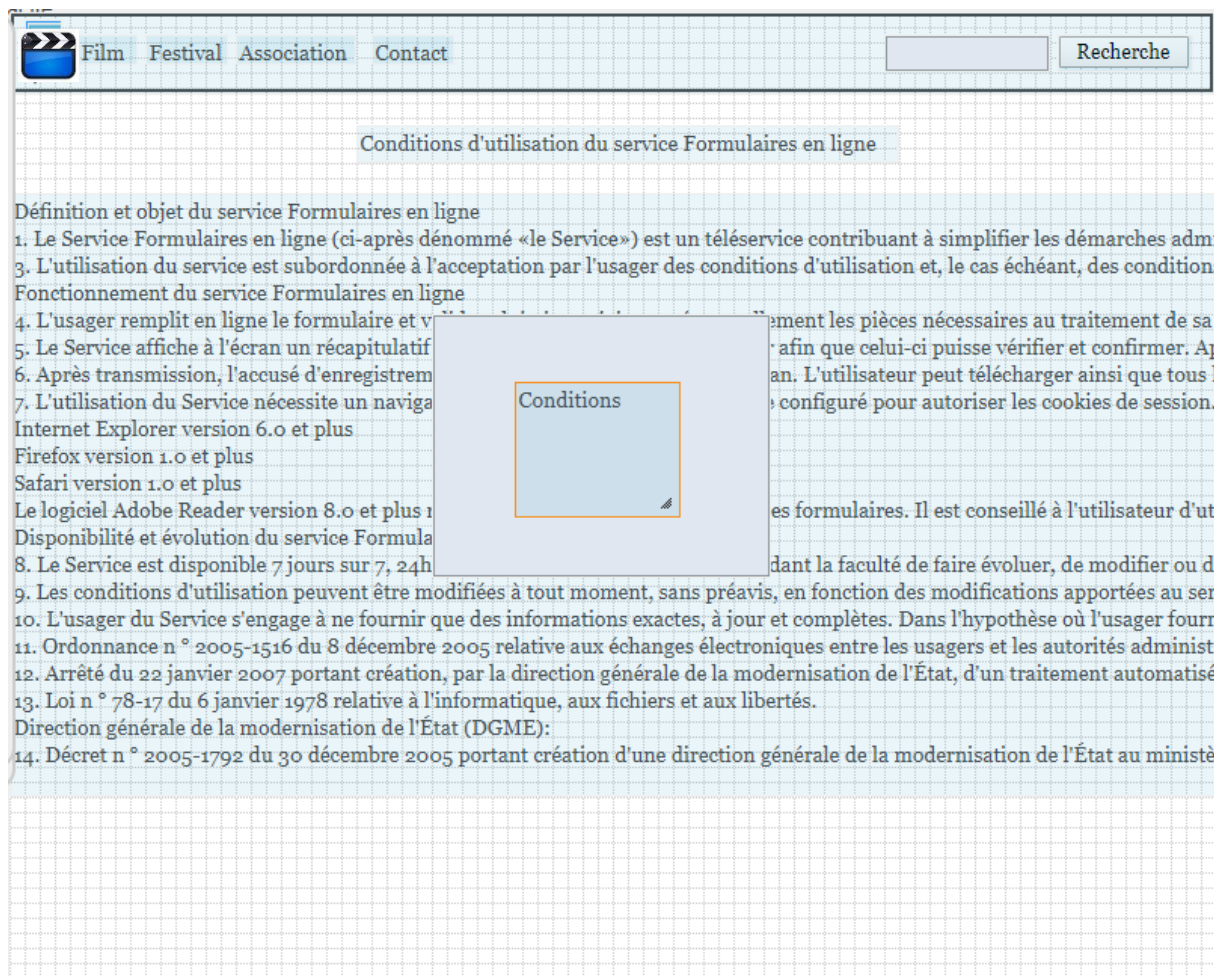 Film Festival Association Contact Recherche
Conditions d'utilisation du service Formulaires en ligne
Définition et objet du service Formulaires en ligne
1. Le Service Formulaires en ligne (ci-après dénommé «le Service») est un téléservice contribuant à simplifier les démarches adm
3. L'utilisation du service est subordonnée à l'acceptation par l'usager des conditions d'utilisation et, le cas échéant, des condition
Fonctionnement du service Formulaires en ligne
4. L'usager remplit en ligne le formulaire et les pièces nécessaires au traitement de sa
5. Le Service affiche à l'écran un récapitulatif afin que celui-ci puisse vérifier et confirmer.
6. Après transmission, l'accusé L'utilisateur peut télécharger ainsi que tous
7. L'utilisation du Service nécessite un configuré pour autoriser les cookies de session.
Conditions
Internet Explorer version 6.0 et plus
Firefox version 1.0 et plus
Safari version 1.0 et plus
Le logiciel Adobe Reader version 8.0 et plus es formulaires. Il est conseillé à l'utilisateur d'ut
Disponibilité et évolution du service Formula
8. Le Service est disponible 7 jours sur 7, 24h dant la faculté de faire évoluer, de modifier ou d
9. Les conditions d'utilisation peuvent être modifiées à tout moment, sans préavis, en fonction des modifications apportées au ser
10. L'usager du Service s'engage à ne fournir que des informations exactes, à jour et complètes. Dans l'hypothèse où l'usager fourn
11. Ordonnance n ° 2005-1516 du 8 décembre 2005 relative aux échanges électroniques entre les usagers et les autorités administ
12. Arrêté du 22 janvier 2007 portant création, par la direction générale de la modernisation de l'État, d'un traitement automatisé
13. Loi n ° 78-17 du 6 janvier 1978 relative à l'informatique, aux fichiers et aux libertés.
Direction générale de la modernisation de l'État (DGME):
14. Décret n ° 2005-1792 du 30 décembre 2005 portant création d'une direction générale de la modernisation de l'État au ministè